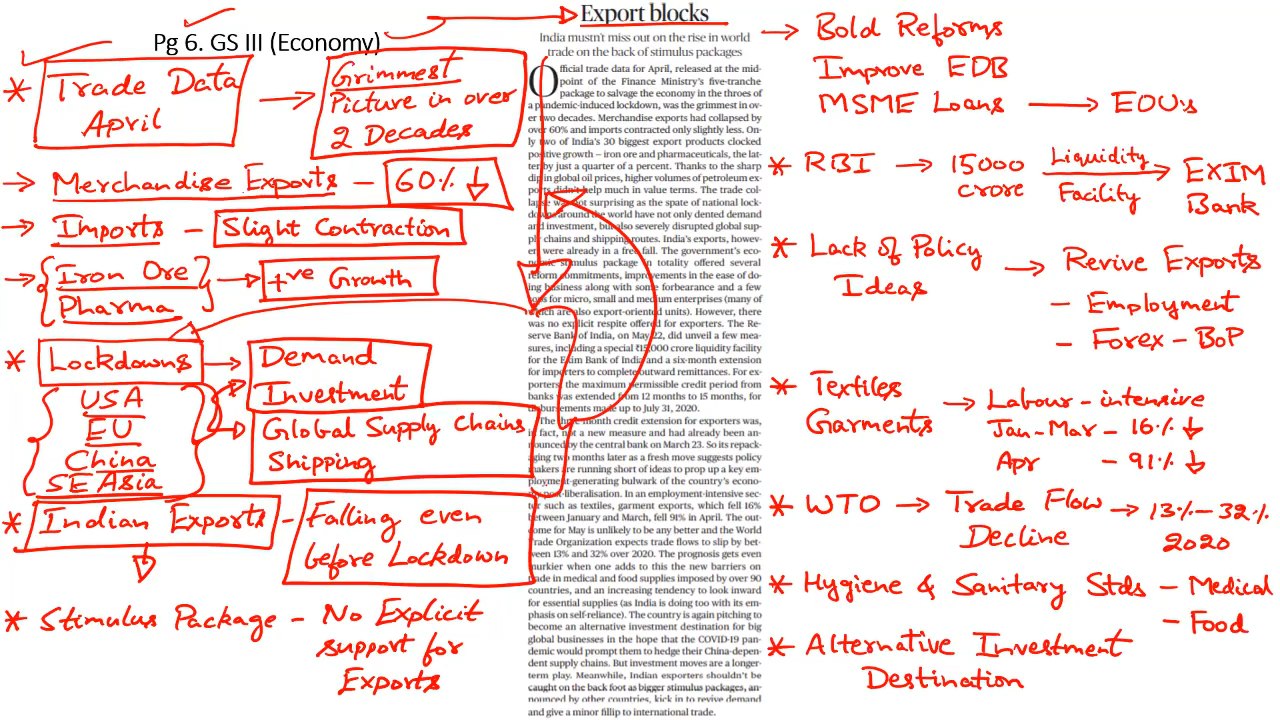 Pg 6. GS III (Economy)
* Trade Data
April
Grimmest
Picture in over
2 Decades
→ Merchandise Exports - 60% ↓
→ Imports - Slight Contraction
→ { Iron Ore
Pharma } → +ve Growth
* Lockdowns → Demand
Investment
USA
EU
China
SE Asia
Global Supply Chains
Shipping
* Indian Exports - Falling even
before Lockdown
* Stimulus Package - No Explicit
support for
Exports
Export blocks
India mustn't miss out on the rise in world
trade on the back of stimulus packages
Official trade data for April, released at the mid-
point of the Finance Ministry's five-tranche
package to salvage the economy in the throes of
a pandemic-induced lockdown, was the grimmest in ov-
er two decades. Merchandise exports had collapsed by
over 60% and imports contracted only slightly less. On-
ly two of India's 30 biggest export products clocked
positive growth – iron ore and pharmaceuticals, the lat-
ter by just a quarter of a percent. Thanks to the sharp
dip in global oil prices, higher volumes of petroleum ex-
ports didn't help much in value terms. The trade col-
lapse was not surprising as the spate of national lock-
downs around the world have not only dented demand
and investment, but also severely disrupted global sup-
ply chains and shipping routes. India's exports, howev-
er, were already in a free fall. The government's eco-
nomic stimulus package in totality offered several
reform commitments, improvements in the ease of do-
ing business along with some forbearance and a few
sops for micro, small and medium enterprises (many of
which are also export-oriented units). However, there
was no explicit respite offered for exporters. The Re-
serve Bank of India, on May 22, did unveil a few mea-
sures, including a special ₹15,000 crore liquidity facility
for the Exim Bank of India and a six-month extension
for importers to complete outward remittances. For ex-
porters, the maximum permissible credit period from
banks was extended from 12 months to 15 months, for
disbursements made up to July 31, 2020.
The three-month credit extension for exporters was,
in fact, not a new measure and had already been an-
nounced by the central bank on March 23. So its repack-
aging two months later as a fresh move suggests policy
makers are running short of ideas to prop up a key em-
ployment-generating bulwark of the country's econo-
my post-liberalisation. In an employment-intensive sec-
tor such as textiles, garment exports, which fell 16%
between January and March, fell 91% in April. The out-
come for May is unlikely to be any better and the World
Trade Organization expects trade flows to slip by bet-
ween 13% and 32% over 2020. The prognosis gets even
murkier when one adds to this the new barriers on
trade in medical and food supplies imposed by over 90
countries, and an increasing tendency to look inward
for essential supplies (as India is doing too with its em-
phasis on self-reliance). The country is again pitching to
become an alternative investment destination for big
global businesses in the hope that the COVID-19 pan-
demic would prompt them to hedge their China-depen-
dent supply chains. But investment moves are a longer-
term play. Meanwhile, Indian exporters shouldn't be
caught on the back foot as bigger stimulus packages, an-
nounced by other countries, kick in to revive demand
and give a minor fillip to international trade.
→ Bold Reforms
Improve EDB
MSME Loans → EOU's
* RBI → 15000 crore Liquidity Facility → EXIM Bank
* Lack of Policy
Ideas → Revive Exports
- Employment
- Forex - BoP
* Textiles
Garments → Labour - intensive
Jan-Mar - 16% ↓
Apr - 91% ↓
* WTO → Trade Flow
Decline → 13% - 32%
2020
* Hygiene & Sanitary Stds - Medical
- Food
* Alternative Investment
Destination